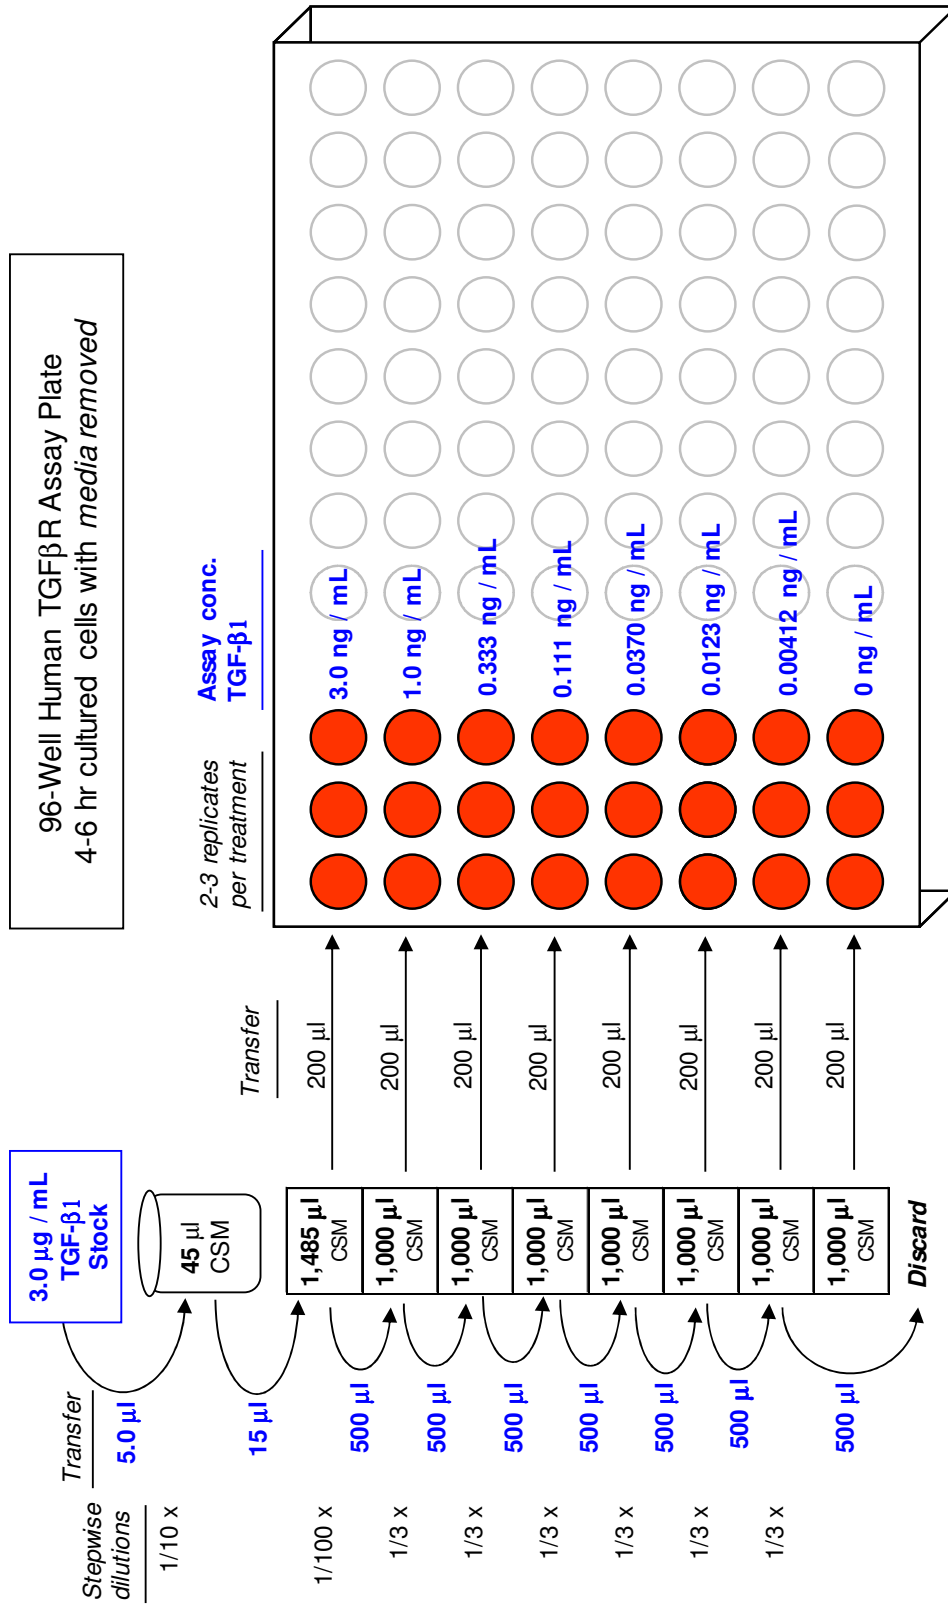 96-Well Human TGFβR Assay Plate
4-6 hr cultured cells with media removed
3.0 µg / mL
TGF-β1
Stock
Stepwise
dilutions
Transfer
Transfer
2-3 replicates
per treatment
Assay conc.
TGF-β1
1/10 x
5.0 µl
45 µl
CSM
15 µl
1/100 x
1,485 µl
CSM
200 µl
3.0 ng / mL
500 µl
1/3 x
1,000 µl
CSM
200 µl
1.0 ng / mL
500 µl
1/3 x
1,000 µl
CSM
200 µl
0.333 ng / mL
500 µl
1/3 x
1,000 µl
CSM
200 µl
0.111 ng / mL
500 µl
1/3 x
1,000 µl
CSM
200 µl
0.0370 ng / mL
500 µl
1/3 x
1,000 µl
CSM
200 µl
0.0123 ng / mL
500 µl
1/3 x
1,000 µl
CSM
200 µl
0.00412 ng / mL
500 µl
1,000 µl
CSM
200 µl
0 ng / mL
Discard